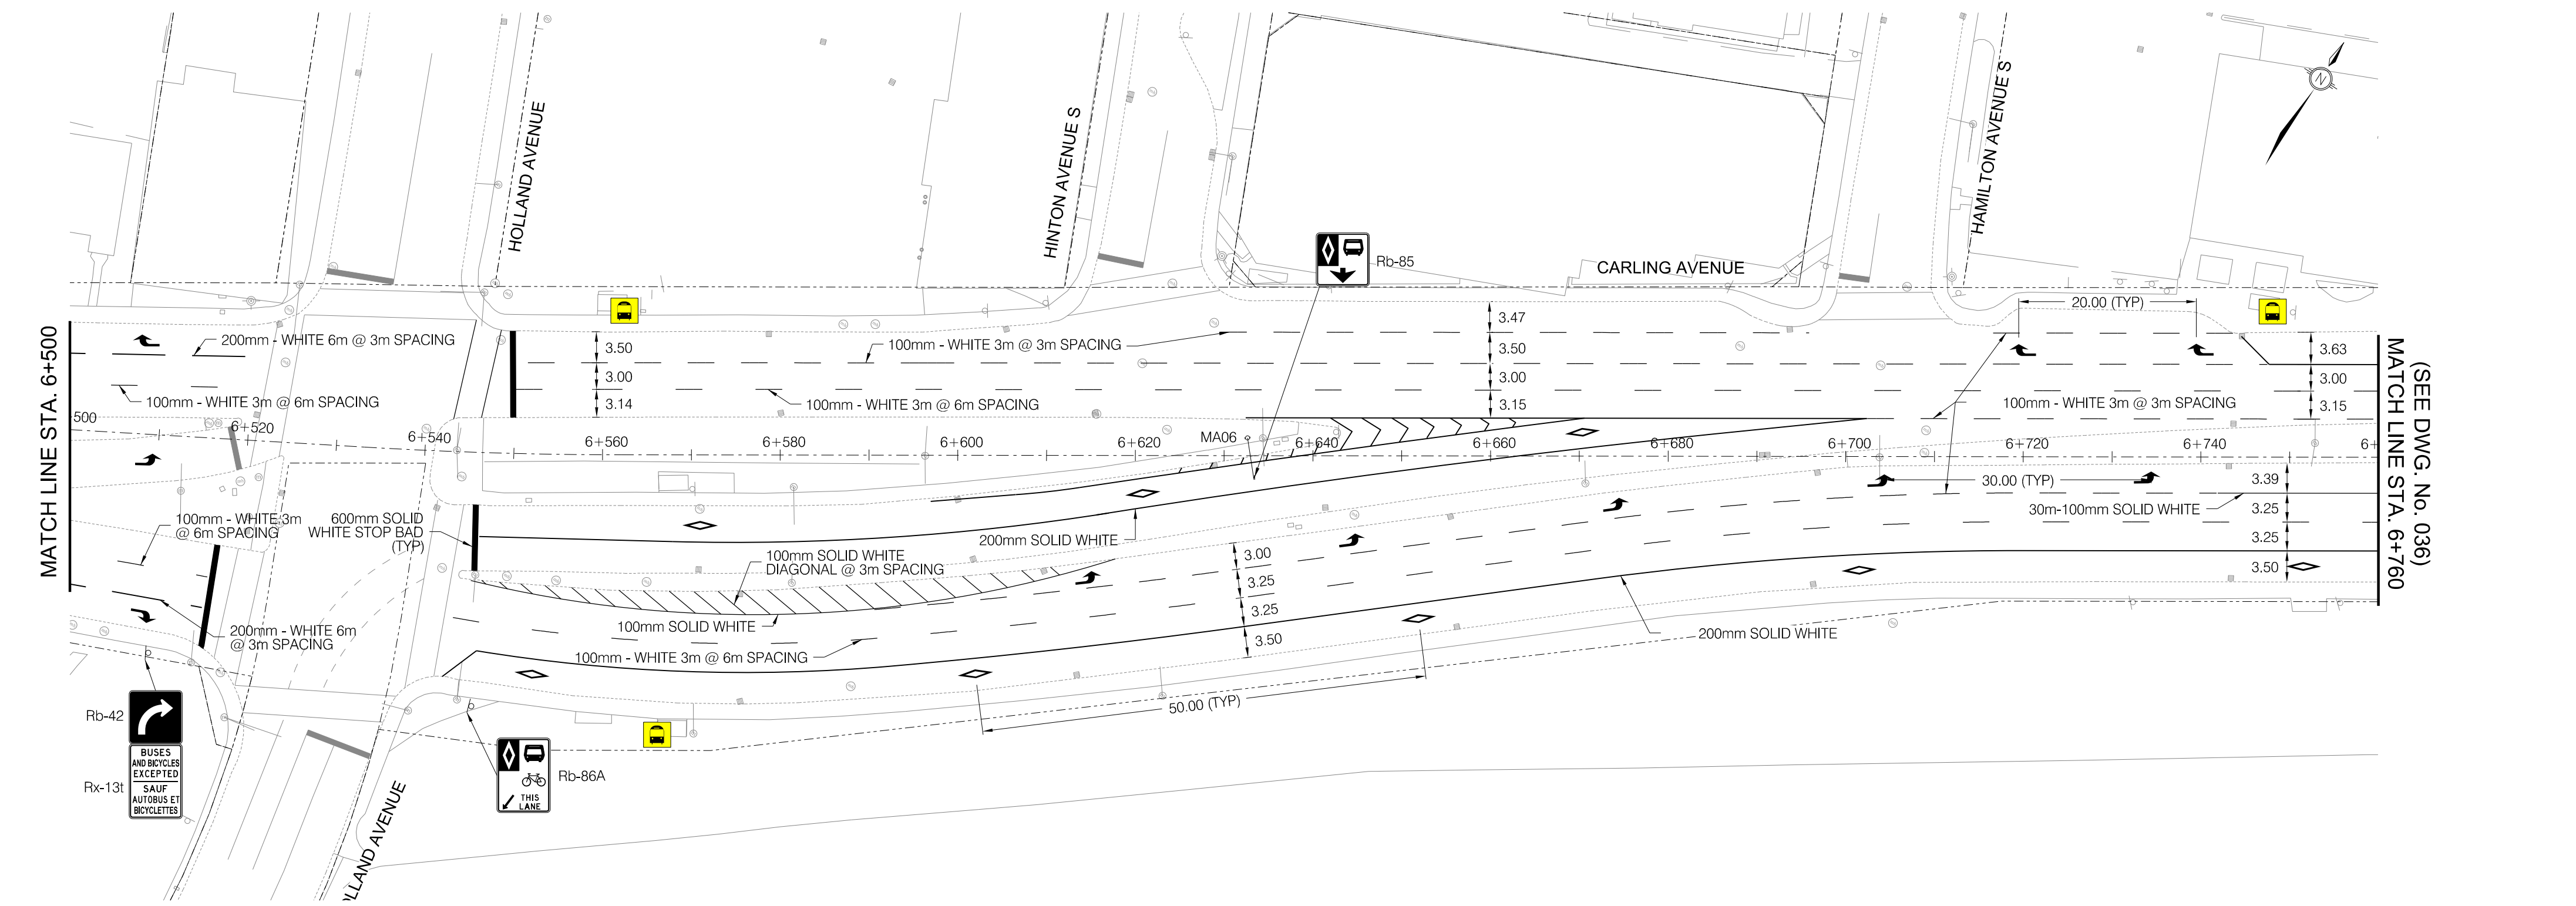 HOLLAND AVENUE
HINTON AVENUE S
HAMILTON AVENUE S
N
Rb-85
CARLING AVENUE
MATCH LINE STA. 6+500
200mm - WHITE 6m @ 3m SPACING
100mm - WHITE 3m @ 6m SPACING
3.50
3.00
3.14
100mm - WHITE 3m @ 3m SPACING
100mm - WHITE 3m @ 6m SPACING
3.47
3.50
3.00
3.15
20.00 (TYP)
3.63
3.00
3.15
100mm - WHITE 3m @ 3m SPACING
MATCH LINE STA. 6+760
(SEE DWG. No. 036)
500
6+520
6+540
6+560
6+580
6+600
6+620
MA06
6+640
6+660
6+680
6+700
6+720
6+740
6+
100mm - WHITE 3m
@ 6m SPACING
600mm SOLID
WHITE STOP BAD
(TYP)
200mm SOLID WHITE
100mm SOLID WHITE
DIAGONAL @ 3m SPACING
30.00 (TYP)
30m-100mm SOLID WHITE
3.39
3.25
3.25
3.50
3.00
3.25
3.25
3.50
100mm SOLID WHITE
100mm - WHITE 3m @ 6m SPACING
200mm - WHITE 6m
@ 3m SPACING
200mm SOLID WHITE
50.00 (TYP)
Rb-42
BUSES
AND BICYCLES
EXCEPTED
SAUF
AUTOBUS ET
BICYCLETTES
Rx-13t
THIS
LANE
Rb-86A
OLLAND AVENUE